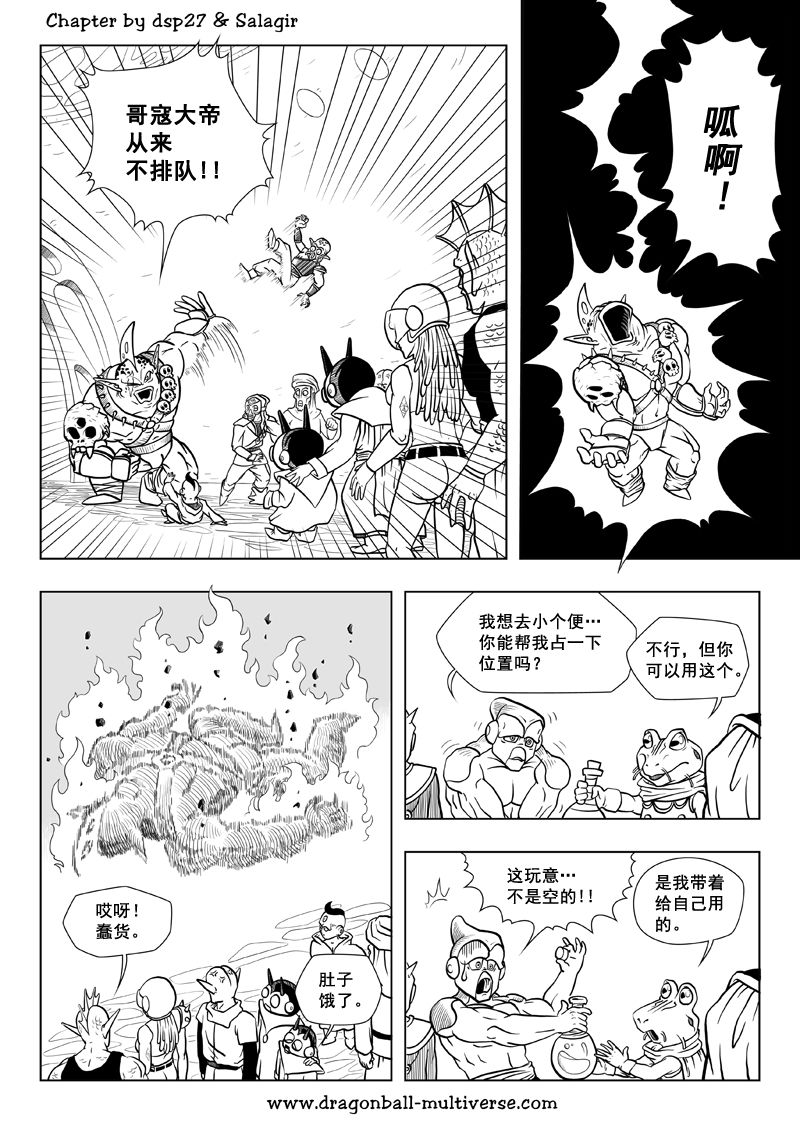 Chapter by dsp27 & Salagir
哥寇大帝
从来
不排队!!
呱啊!
哎呀!
蠢货。
肚子
饿了。
我想去小个便…
你能帮我占一下
位置吗?
不行，但你
可以用这个。
这玩意…
不是空的!!
是我带着
给自己用
的。
www.dragonball-multiverse.com